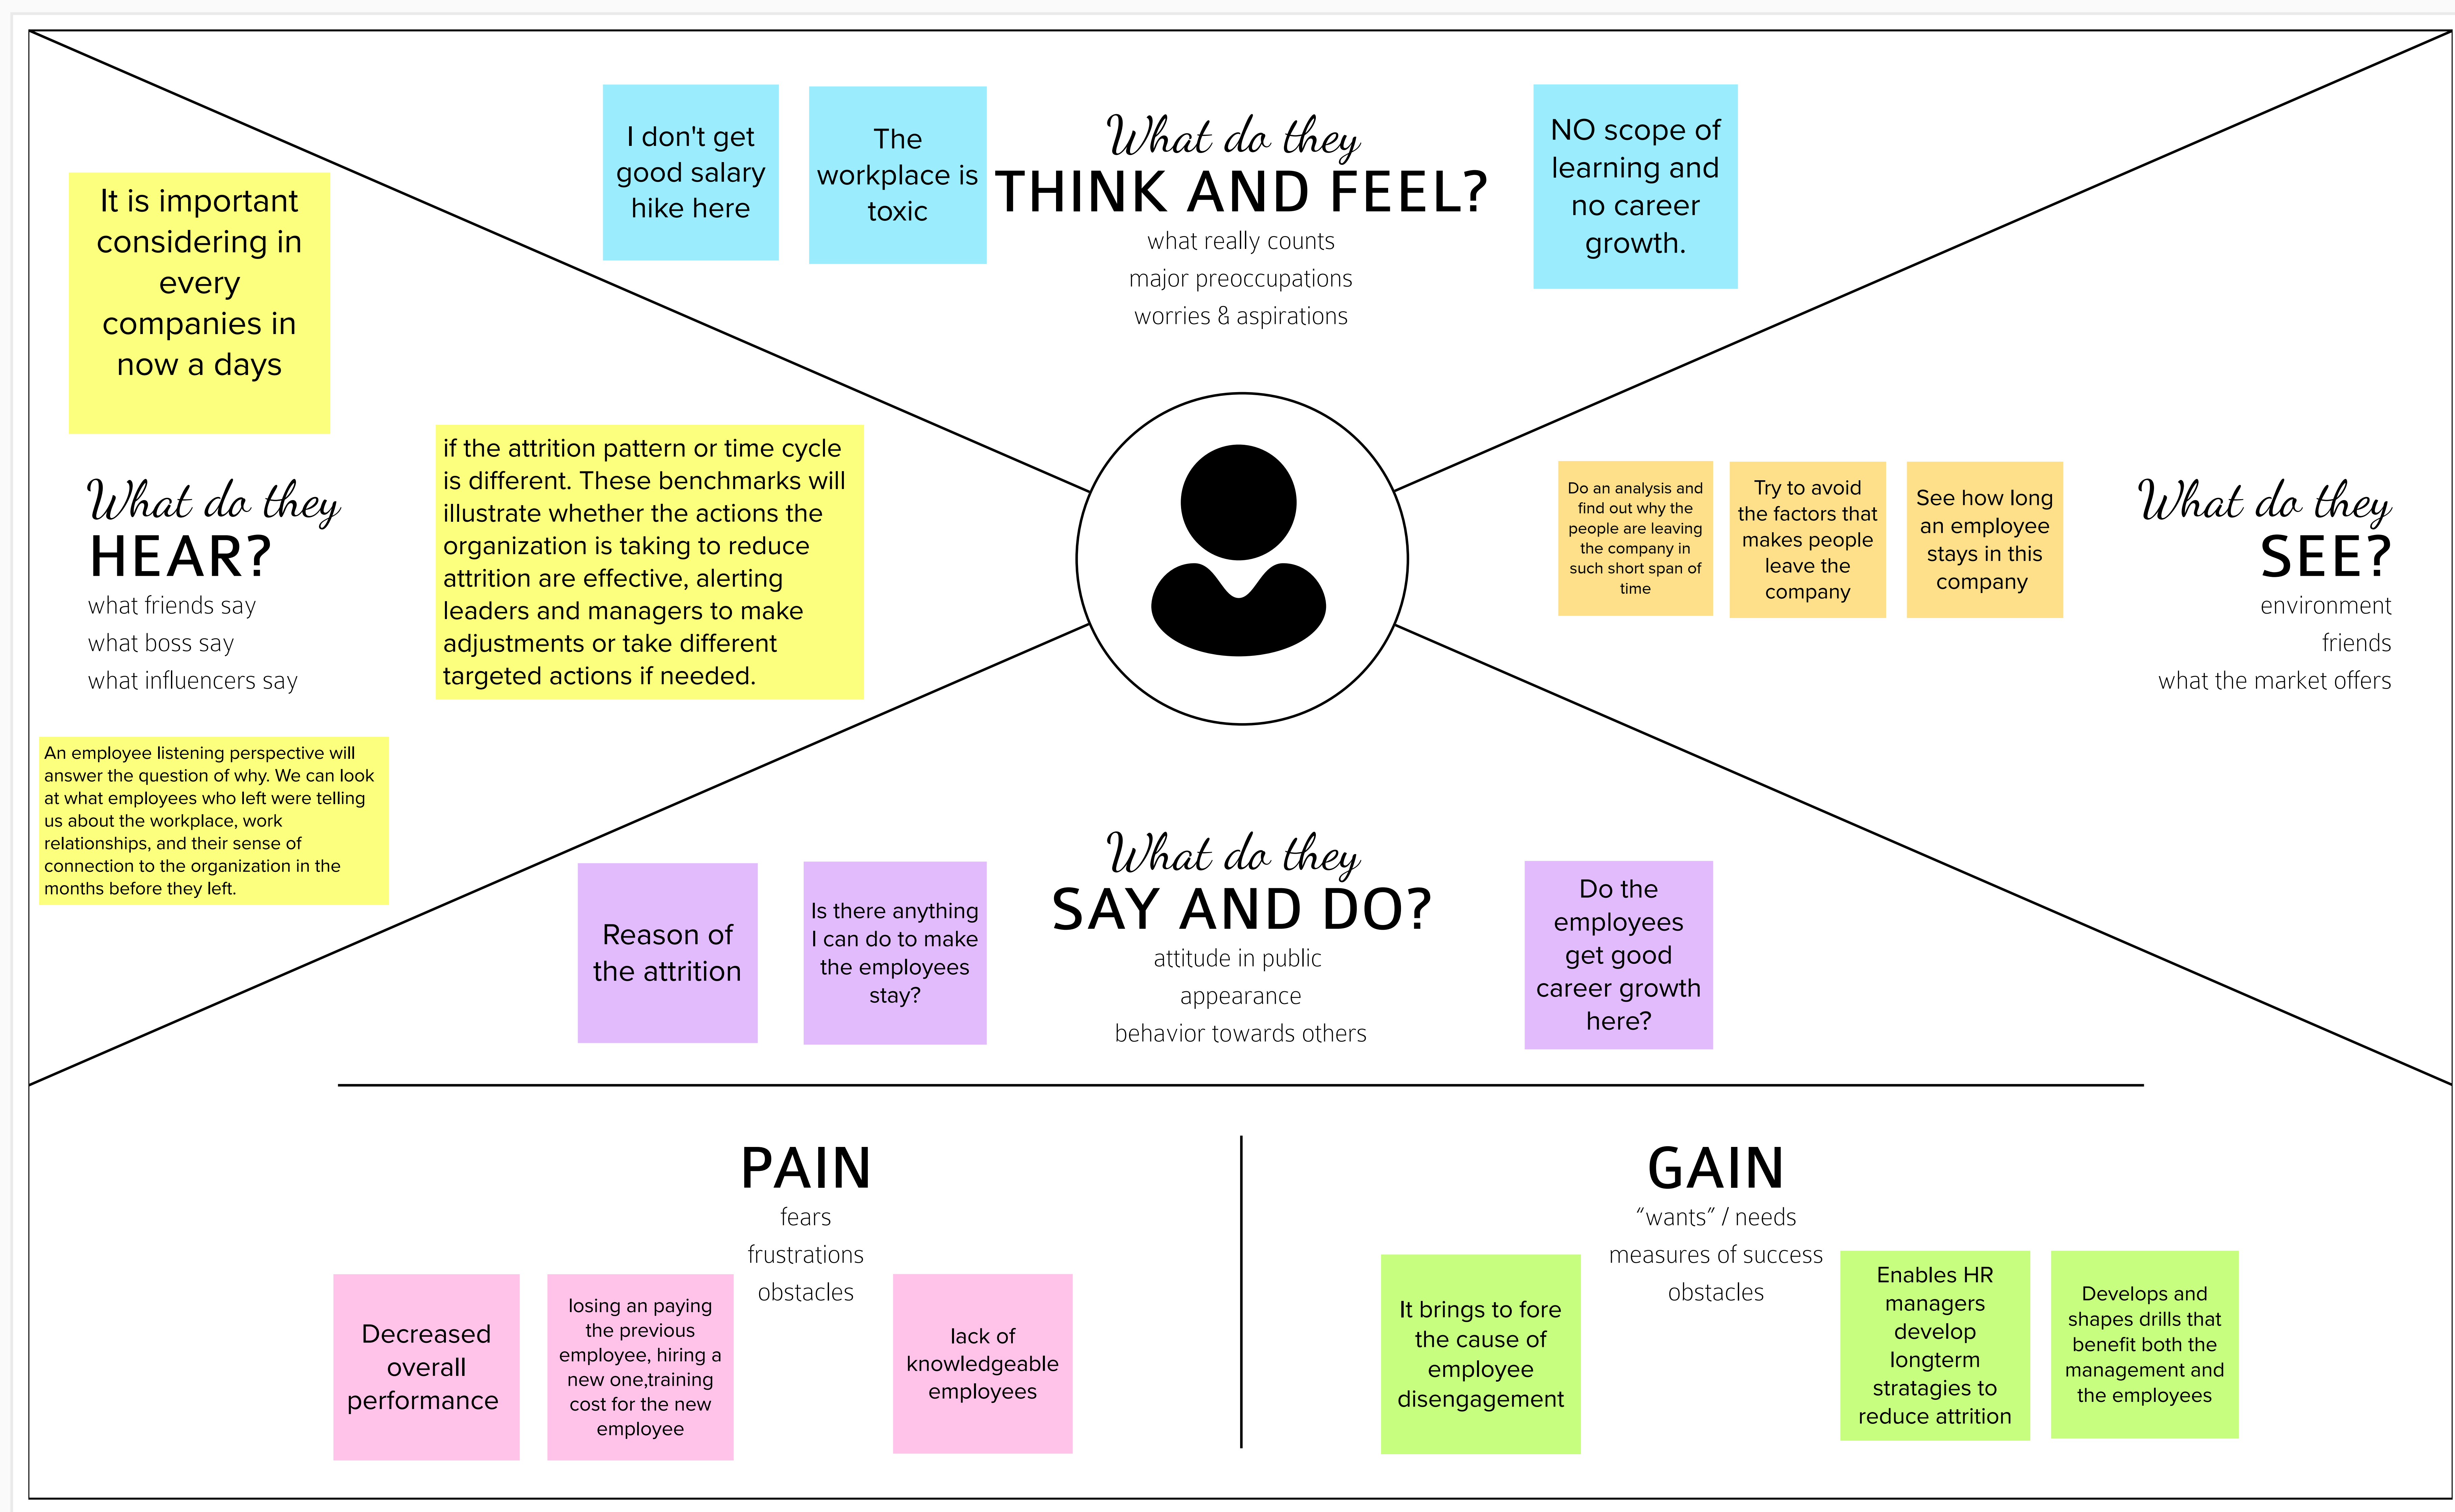 I don't get
good salary
hike here
The
workplace is
toxic
What do they
THINK AND FEEL?
what really counts
major preoccupations
worries & aspirations
NO scope of
learning and
no career
growth.
It is important
considering in
every
companies in
now a days
What do they
HEAR?
what friends say
what boss say
what influencers say
if the attrition pattern or time cycle
is different. These benchmarks will
illustrate whether the actions the
organization is taking to reduce
attrition are effective, alerting
leaders and managers to make
adjustments or take different
targeted actions if needed.
An employee listening perspective will
answer the question of why. We can look
at what employees who left were telling
us about the workplace, work
relationships, and their sense of
connection to the organization in the
months before they left.
Do an analysis and
find out why the
people are leaving
the company in
such short span of
time
Try to avoid
the factors that
makes people
leave the
company
See how long
an employee
stays in this
company
What do they
SEE?
environment
friends
what the market offers
Reason of
the attrition
Is there anything
I can do to make
the employees
stay?
What do they
SAY AND DO?
attitude in public
appearance
behavior towards others
Do the
employees
get good
career growth
here?
PAIN
fears
frustrations
obstacles
Decreased
overall
performance
losing an paying
the previous
employee, hiring a
new one,training
cost for the new
employee
lack of
knowledgeable
employees
GAIN
“wants” / needs
measures of success
obstacles
It brings to fore
the cause of
employee
disengagement
Enables HR
managers
develop
longterm
stratagies to
reduce attrition
Develops and
shapes drills that
benefit both the
management and
the employees